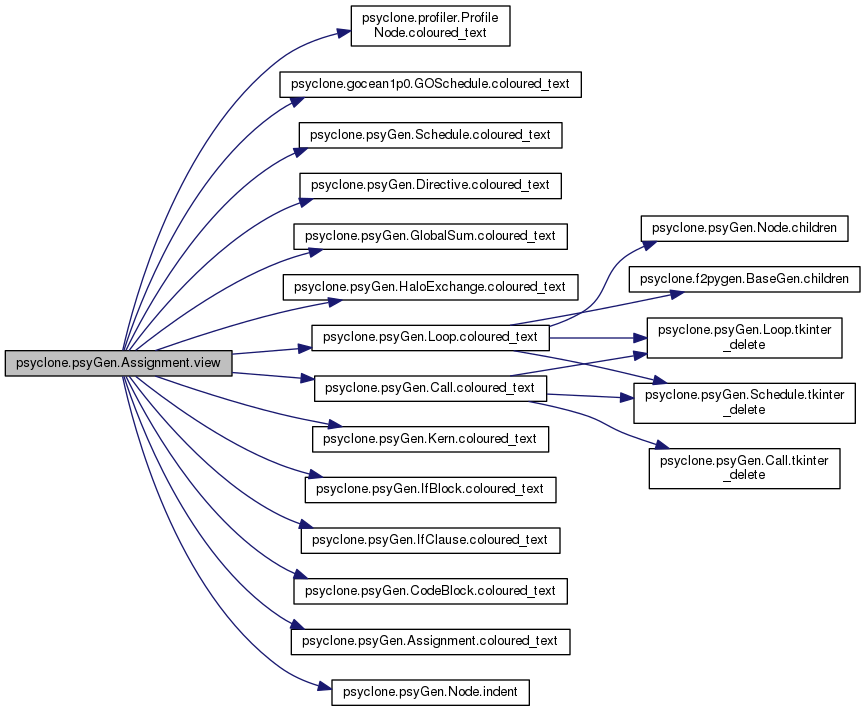 psyclone.psyGen.Assignment.view
psyclone.profiler.Profile
Node.coloured_text
psyclone.gocean1p0.GOSchedule.coloured_text
psyclone.psyGen.Schedule.coloured_text
psyclone.psyGen.Directive.coloured_text
psyclone.psyGen.GlobalSum.coloured_text
psyclone.psyGen.HaloExchange.coloured_text
psyclone.psyGen.Loop.coloured_text
psyclone.psyGen.Call.coloured_text
psyclone.psyGen.Kern.coloured_text
psyclone.psyGen.IfBlock.coloured_text
psyclone.psyGen.IfClause.coloured_text
psyclone.psyGen.CodeBlock.coloured_text
psyclone.psyGen.Assignment.coloured_text
psyclone.psyGen.Node.indent
psyclone.psyGen.Node.children
psyclone.f2pygen.BaseGen.children
psyclone.psyGen.Loop.tkinter
_delete
psyclone.psyGen.Schedule.tkinter
_delete
psyclone.psyGen.Call.tkinter
_delete